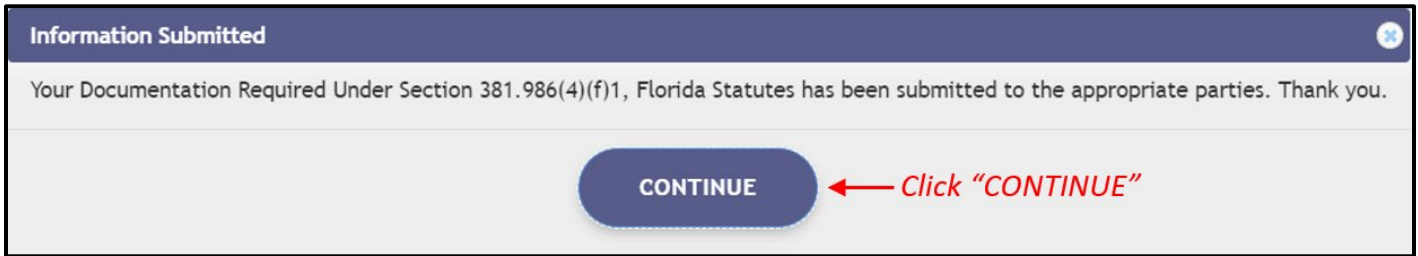 Information Submitted
Your Documentation Required Under Section 381.986(4)(f)1, Florida Statutes has been submitted to the appropriate parties. Thank you.
CONTINUE
Click “CONTINUE”